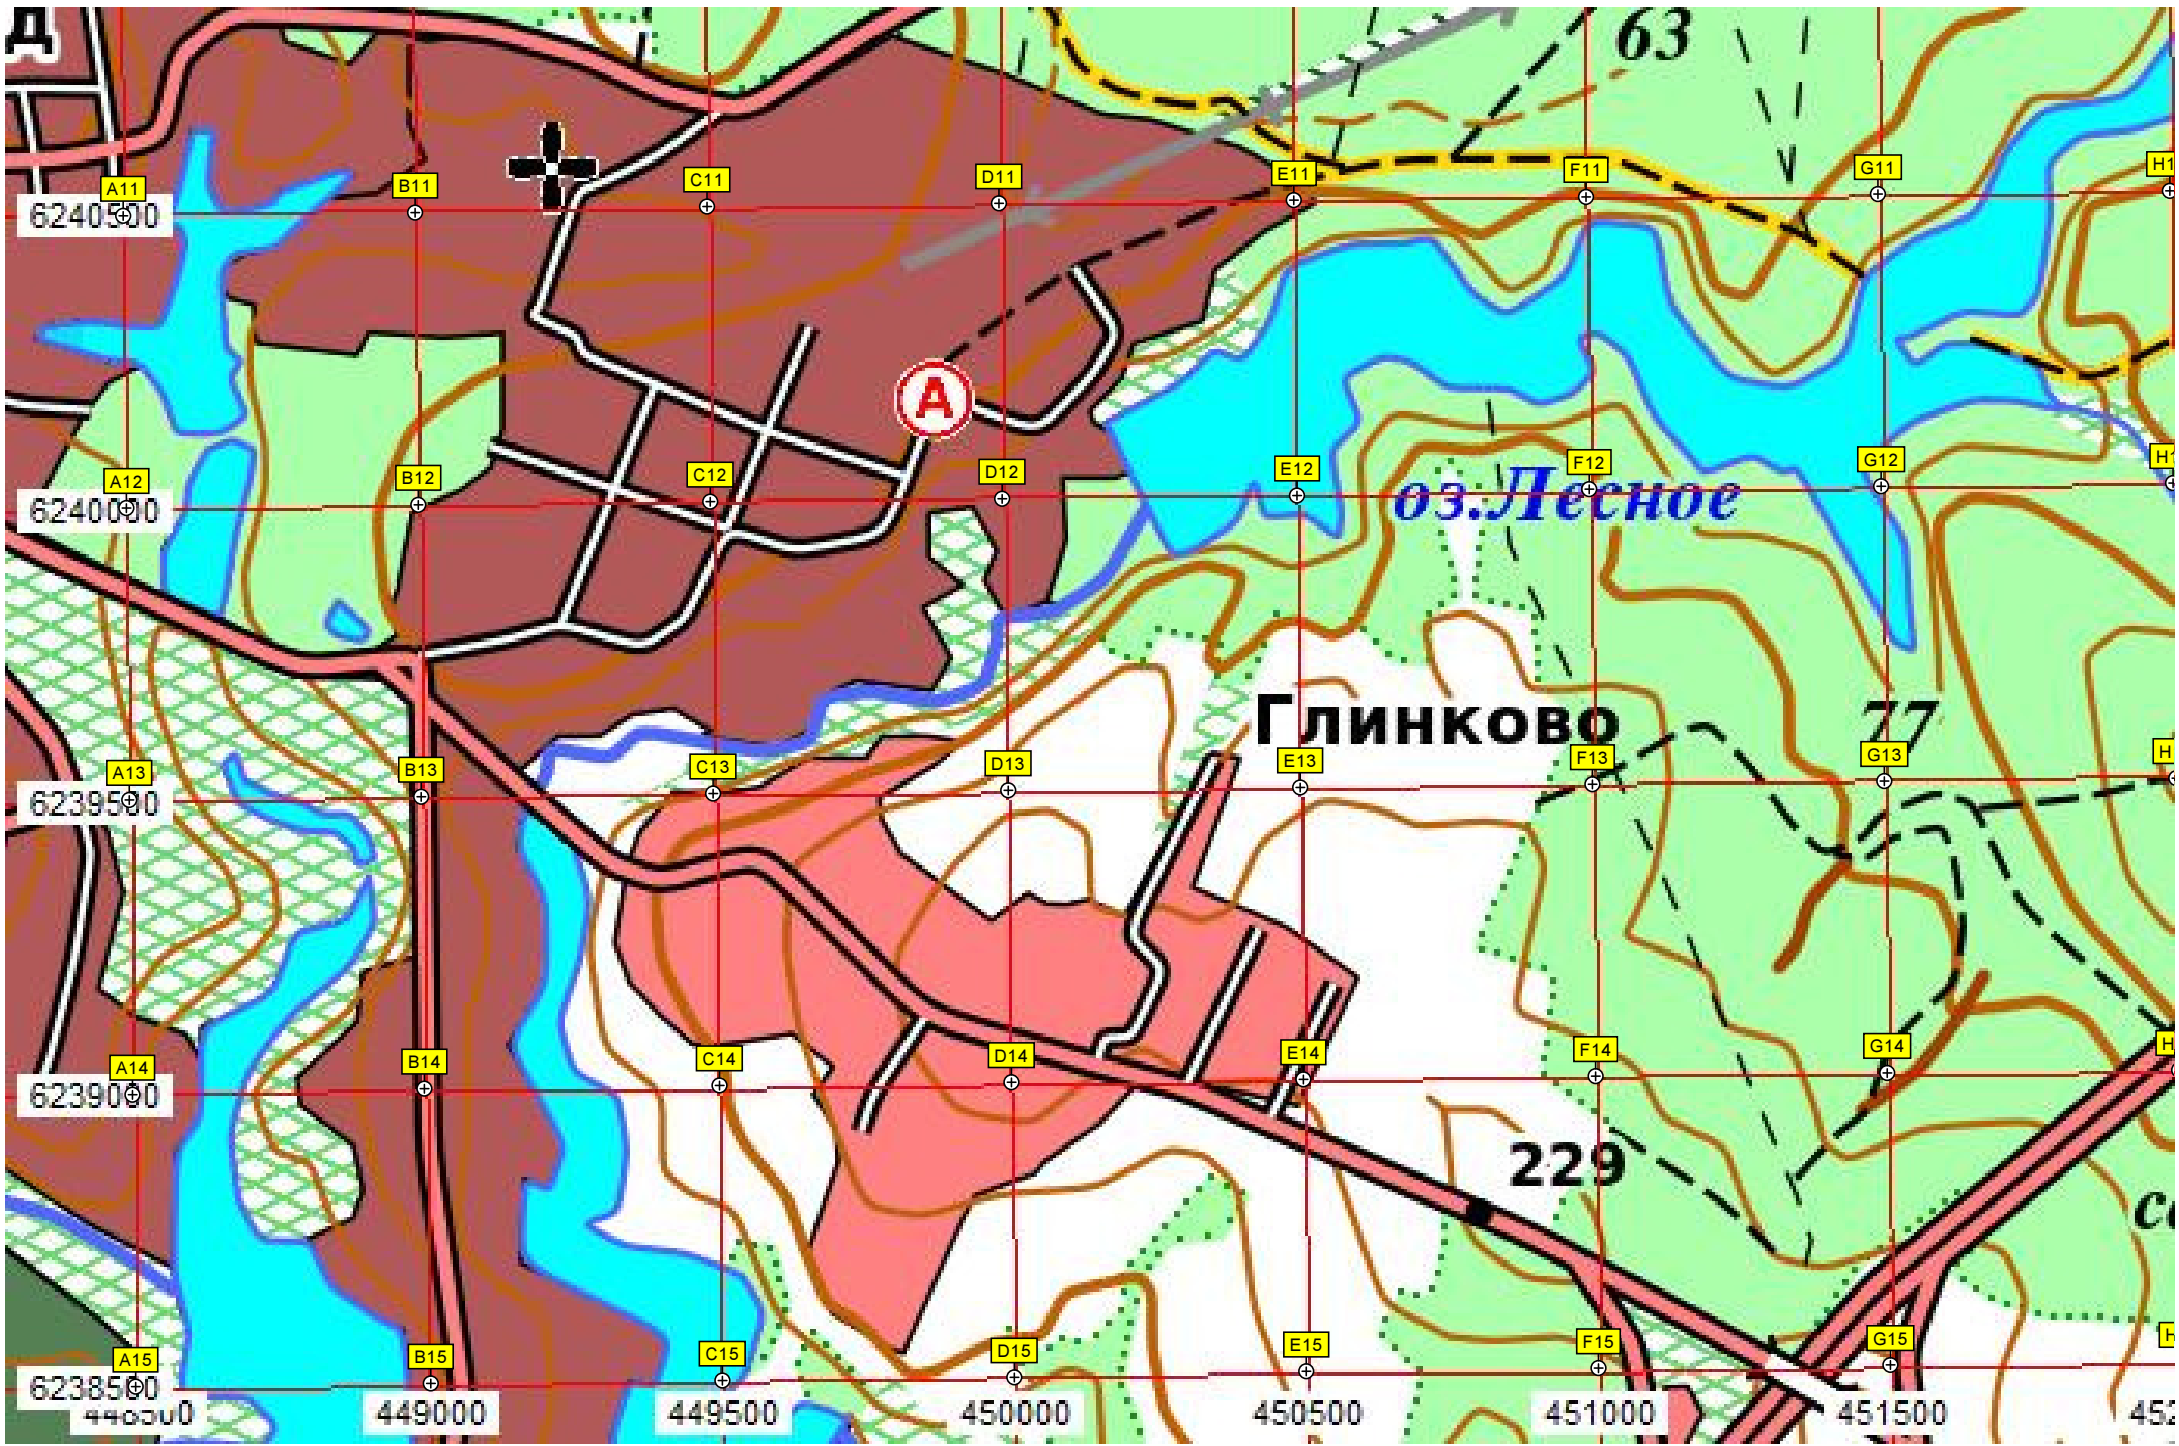 д
63
A11 B11 C11 D11 E11 F11 G11
6240500
A
A12 B12 C12 D12 E12 F12 G12
6240000
оз.Лесное
Глинково
77
A13 B13 C13 D13 E13 F13 G13
6239500
A14 B14 C14 D14 E14 F14 G14
6239000
229
A15 B15 C15 D15 E15 F15 G15
6238500
448500 449000 449500 450000 450500 451000 451500